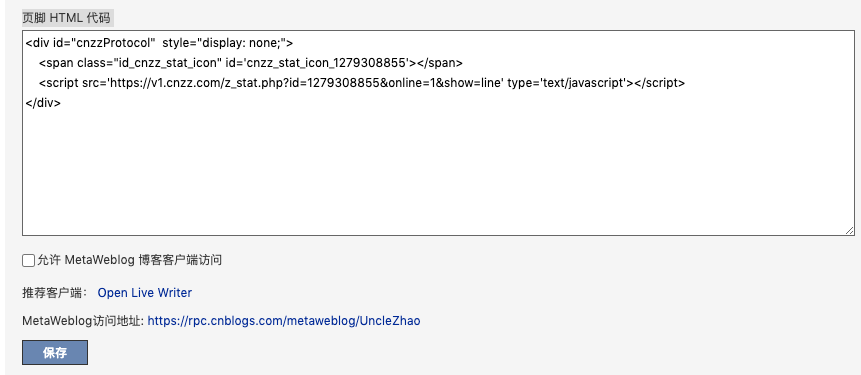 页脚 HTML 代码
<div id="cnzzProtocol"  style="display: none;">
    <span class="id_cnzz_stat_icon" id='cnzz_stat_icon_1279308855'></span>
    <script src='https://v1.cnzz.com/z_stat.php?id=1279308855&online=1&show=line' type='text/javascript'></script>
</div>
允许 MetaWeblog 博客客户端访问
推荐客户端： Open Live Writer
MetaWeblog访问地址: https://rpc.cnblogs.com/metaweblog/UncleZhao
保存